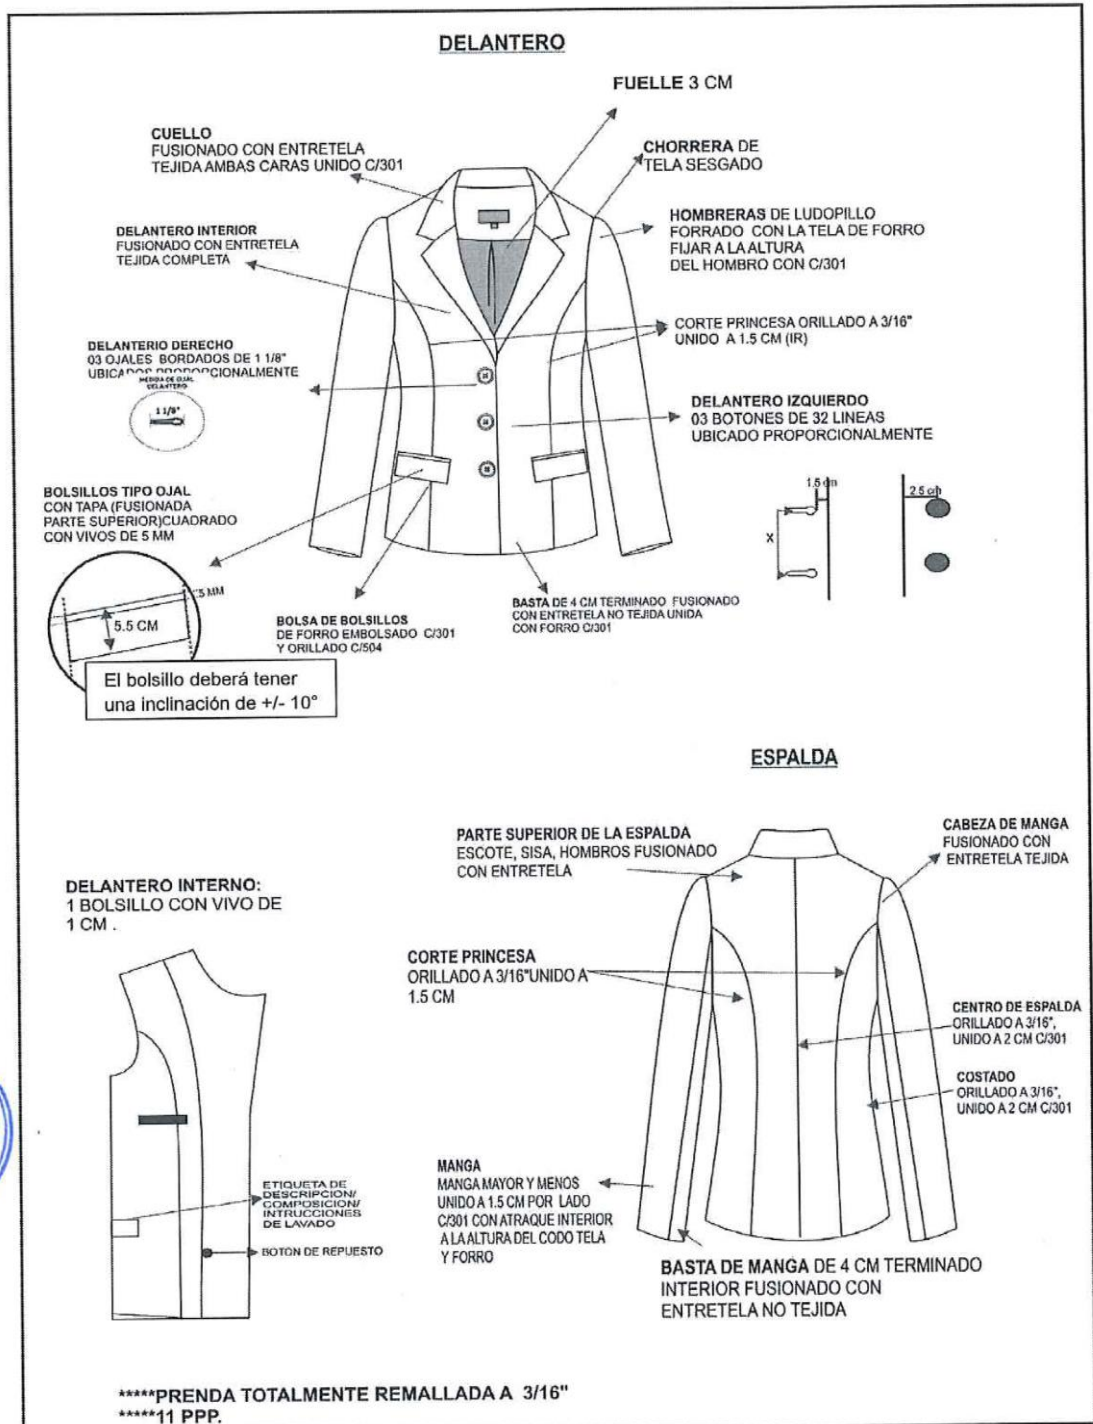 DELANTERO
FUELLE 3 CM
CUELLO
FUSIONADO CON ENTRETELA
TEJIDA AMBAS CARAS UNIDO C/301
CHORRERA DE
TELA SESGADO
HOMBRERAS DE LUDOPILLO
FORRADO CON LA TELA DE FORRO
FIJAR A LA ALTURA
DEL HOMBRO CON C/301
DELANTERO INTERIOR
FUSIONADO CON ENTRETELA
TEJIDA COMPLETA
CORTE PRINCESA ORILLADO A 3/16"
UNIDO A 1.5 CM (IR)
DELANTERIO DERECHO
03 OJALES BORDADOS DE 1 1/8"
UBICADOS PROPORCIONALMENTE
MEDIDA DE OJAL
DELANTERO
1 1/8"
DELANTERO IZQUIERDO
03 BOTONES DE 32 LINEAS
UBICADO PROPORCIONALMENTE
1.5 cm
2.5 cm
X
BOLSILLOS TIPO OJAL
CON TAPA (FUSIONADA
PARTE SUPERIOR)CUADRADO
CON VIVOS DE 5 MM
5 MM
5.5 CM
El bolsillo deberá tener
una inclinación de +/- 10°
BOLSA DE BOLSILLOS
DE FORRO EMBOLSADO C/301
Y ORILLADO C/504
BASTA DE 4 CM TERMINADO FUSIONADO
CON ENTRETELA NO TEJIDA UNIDA
CON FORRO C/301
ESPALDA
PARTE SUPERIOR DE LA ESPALDA
ESCOTE, SISA, HOMBROS FUSIONADO
CON ENTRETELA
CABEZA DE MANGA
FUSIONADO CON
ENTRETELA TEJIDA
DELANTERO INTERNO:
1 BOLSILLO CON VIVO DE
1 CM .
CORTE PRINCESA
ORILLADO A 3/16"UNIDO A
1.5 CM
CENTRO DE ESPALDA
ORILLADO A 3/16",
UNIDO A 2 CM C/301
COSTADO
ORILLADO A 3/16",
UNIDO A 2 CM C/301
ETIQUETA DE
DESCRIPCION/
COMPOSICION/
INTRUCCIONES
DE LAVADO
BOTON DE REPUESTO
MANGA
MANGA MAYOR Y MENOS
UNIDO A 1.5 CM POR LADO
C/301 CON ATRAQUE INTERIOR
A LA ALTURA DEL CODO TELA
Y FORRO
BASTA DE MANGA DE 4 CM TERMINADO
INTERIOR FUSIONADO CON
ENTRETELA NO TEJIDA
*****PRENDA TOTALMENTE REMALLADA A 3/16"
*****11 PPP.